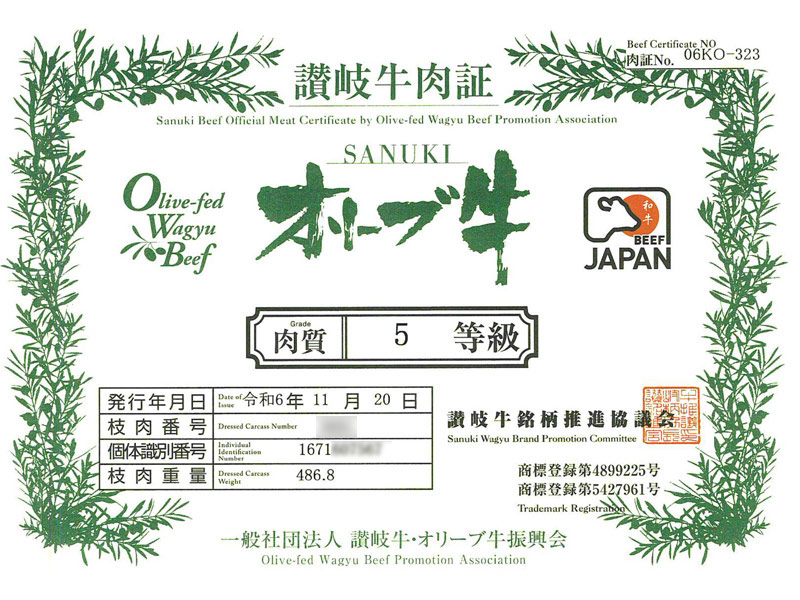 Beef Certificate NO
肉証No. 06KO-323
讃岐牛肉証
Sanuki Beef Official Meat Certificate by Olive-fed Wagyu Beef Promotion Association
SANUKI
オリーブ牛
Olive-fed
Wagyu
Beef
和牛
BEEF
JAPAN
Grade
肉質 5 等級
発行年月日 Date of Issue 令和6年 11 月 20 日
枝肉番号 Dressed Carcass Number
個体識別番号 Individual Identification Number 1671
枝肉重量 Dressed Carcass Weight 486.8
讃岐牛銘柄推進協議会
Sanuki Wagyu Brand Promotion Committee
商標登録第4899225号
商標登録第5427961号
Trademark Registration
一般社団法人 讃岐牛・オリーブ牛振興会
Olive-fed Wagyu Beef Promotion Association